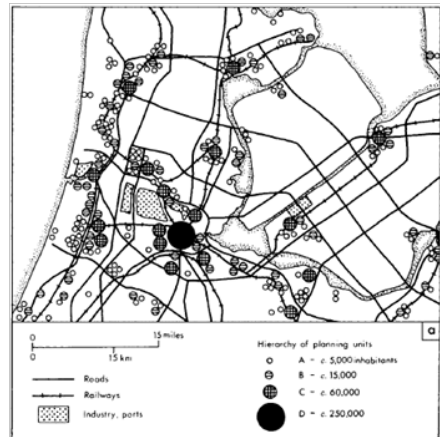 a
0 15 miles
0 15 km
Roads
Railways
Industry, ports
Hierarchy of planning units
A - c. 5,000 inhabitants
B - c. 15,000
C - c. 60,000
D - c. 250,000